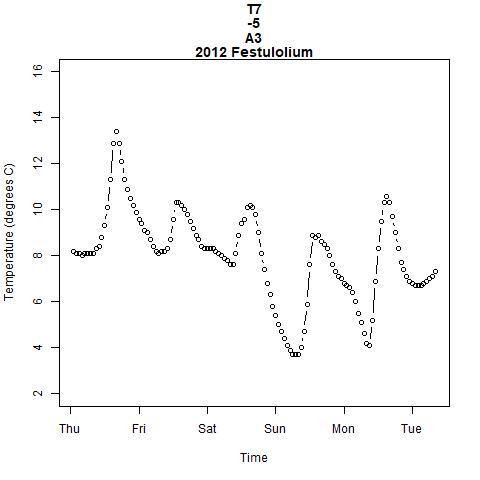 T7
-5
A3
2012 Festulolium
Temperature (degrees C)
16
14
12
10
8
6
4
2
Thu Fri Sat Sun Mon Tue
Time